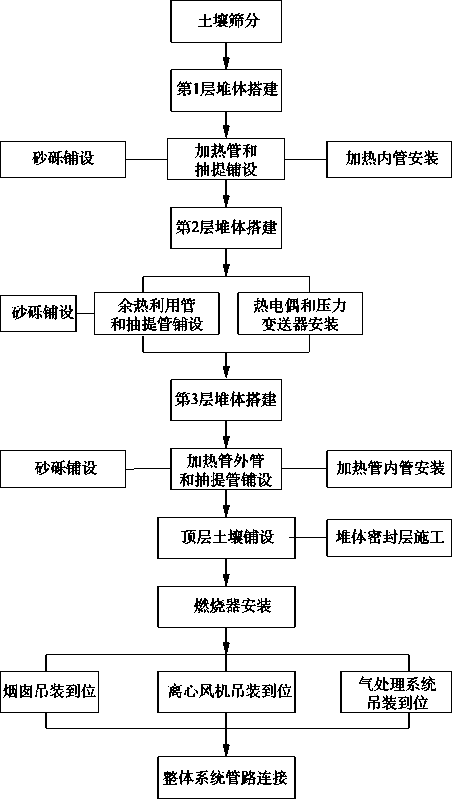 土壤筛分
第1层堆体搭建
砂砾铺设
加热管和
抽提铺设
加热内管安装
第2层堆体搭建
砂砾铺设
余热利用管
和抽提管铺设
热电偶和压力
变送器安装
第3层堆体搭建
砂砾铺设
加热管外管
和抽提管铺设
加热管内管安装
顶层土壤铺设
堆体密封层施工
燃烧器安装
烟囱吊装到位
离心风机吊装到位
气处理系统
吊装到位
整体系统管路连接